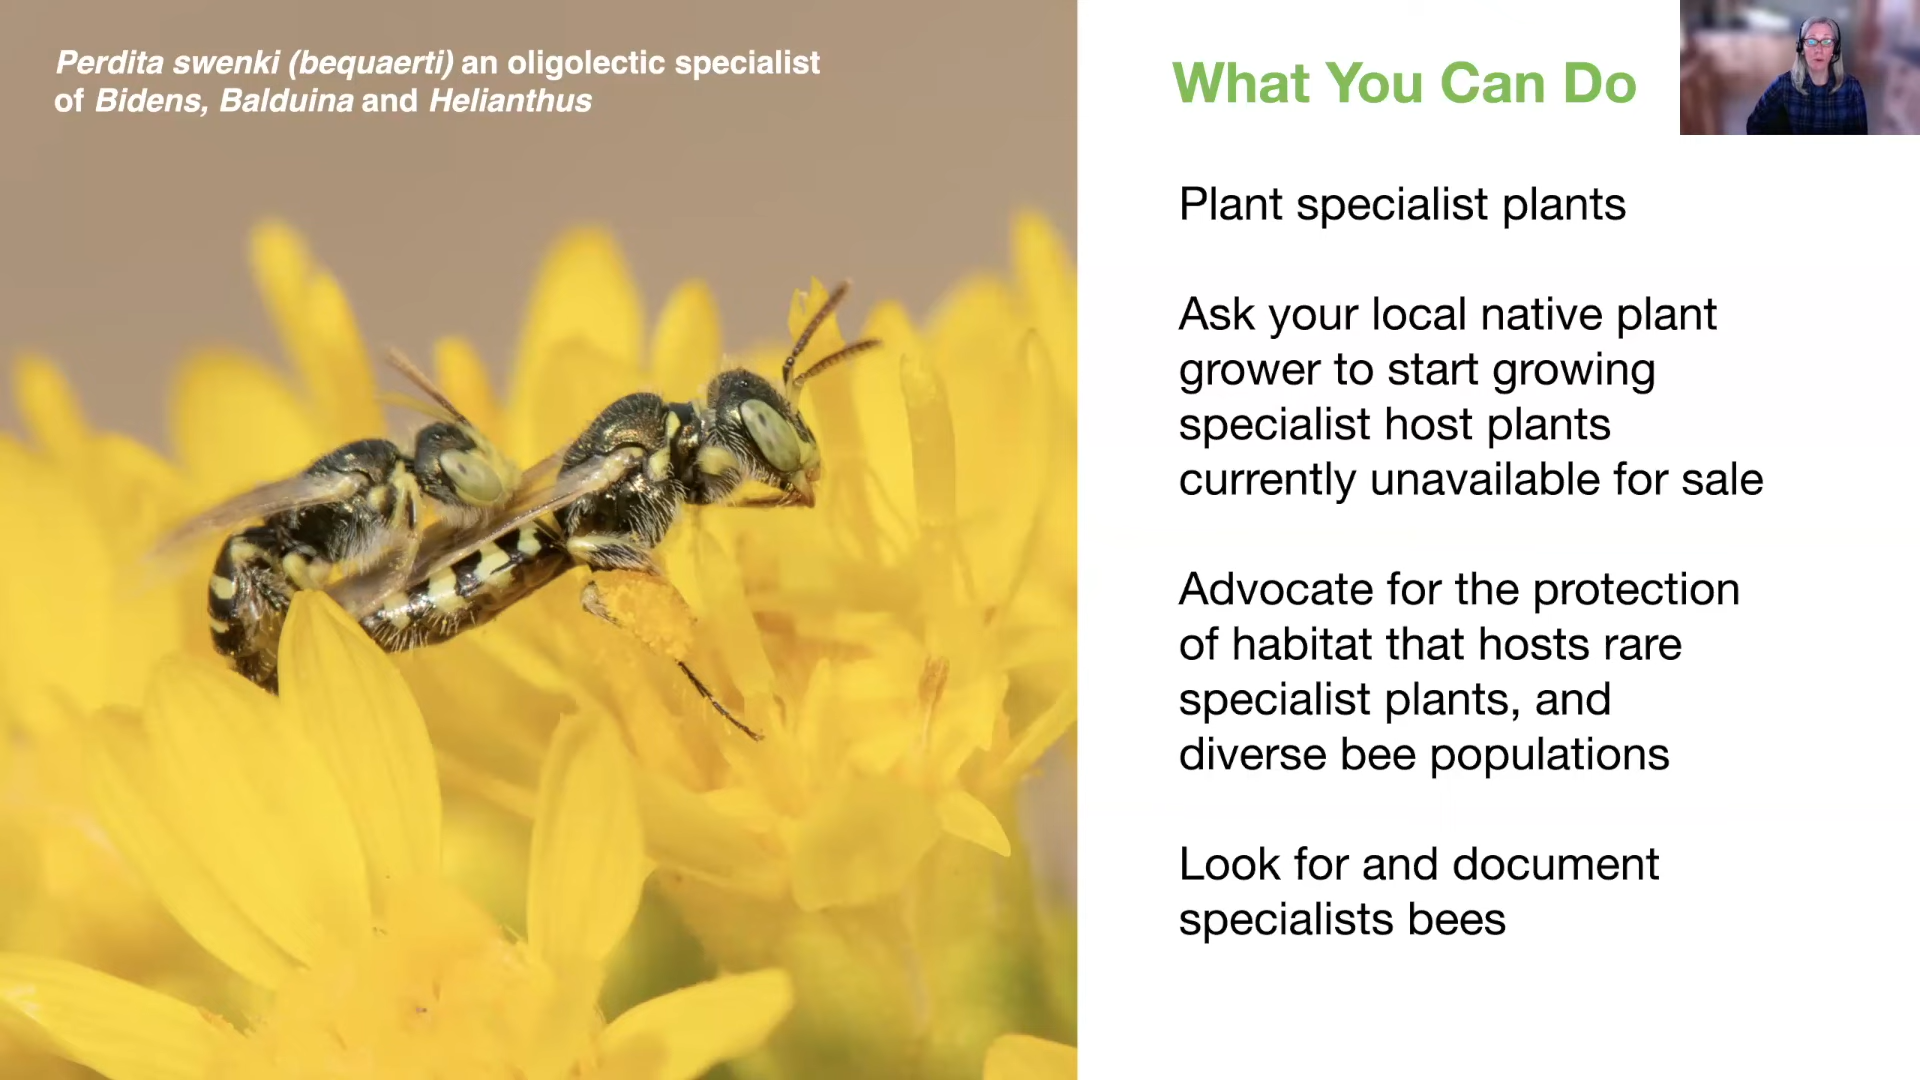 Perdita swenki (bequaerti) an oligolectic specialist
of Bidens, Balduina and Helianthus
What You Can Do
Plant specialist plants
Ask your local native plant
grower to start growing
specialist host plants
currently unavailable for sale
Advocate for the protection
of habitat that hosts rare
specialist plants, and
diverse bee populations
Look for and document
specialists bees